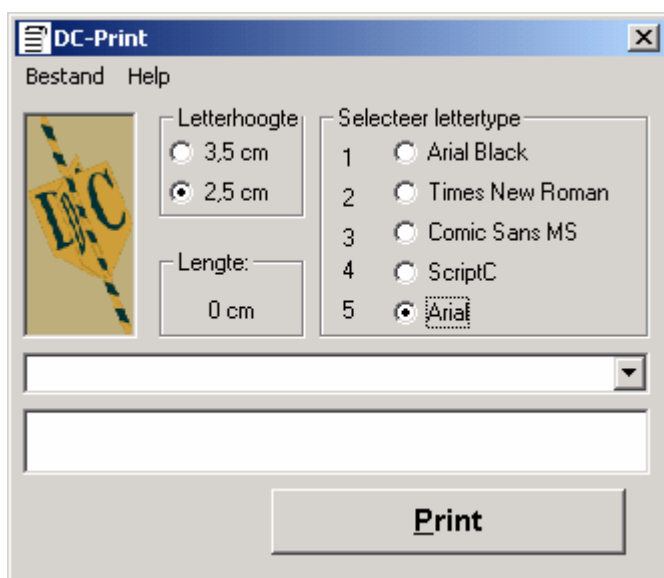 DC-Print
Bestand Help
Letterhoogte
3,5 cm
2,5 cm
Lengte:
0 cm
Selecteer lettertype
1 Arial Black
2 Times New Roman
3 Comic Sans MS
4 ScriptC
5 Arial
D&C
Print